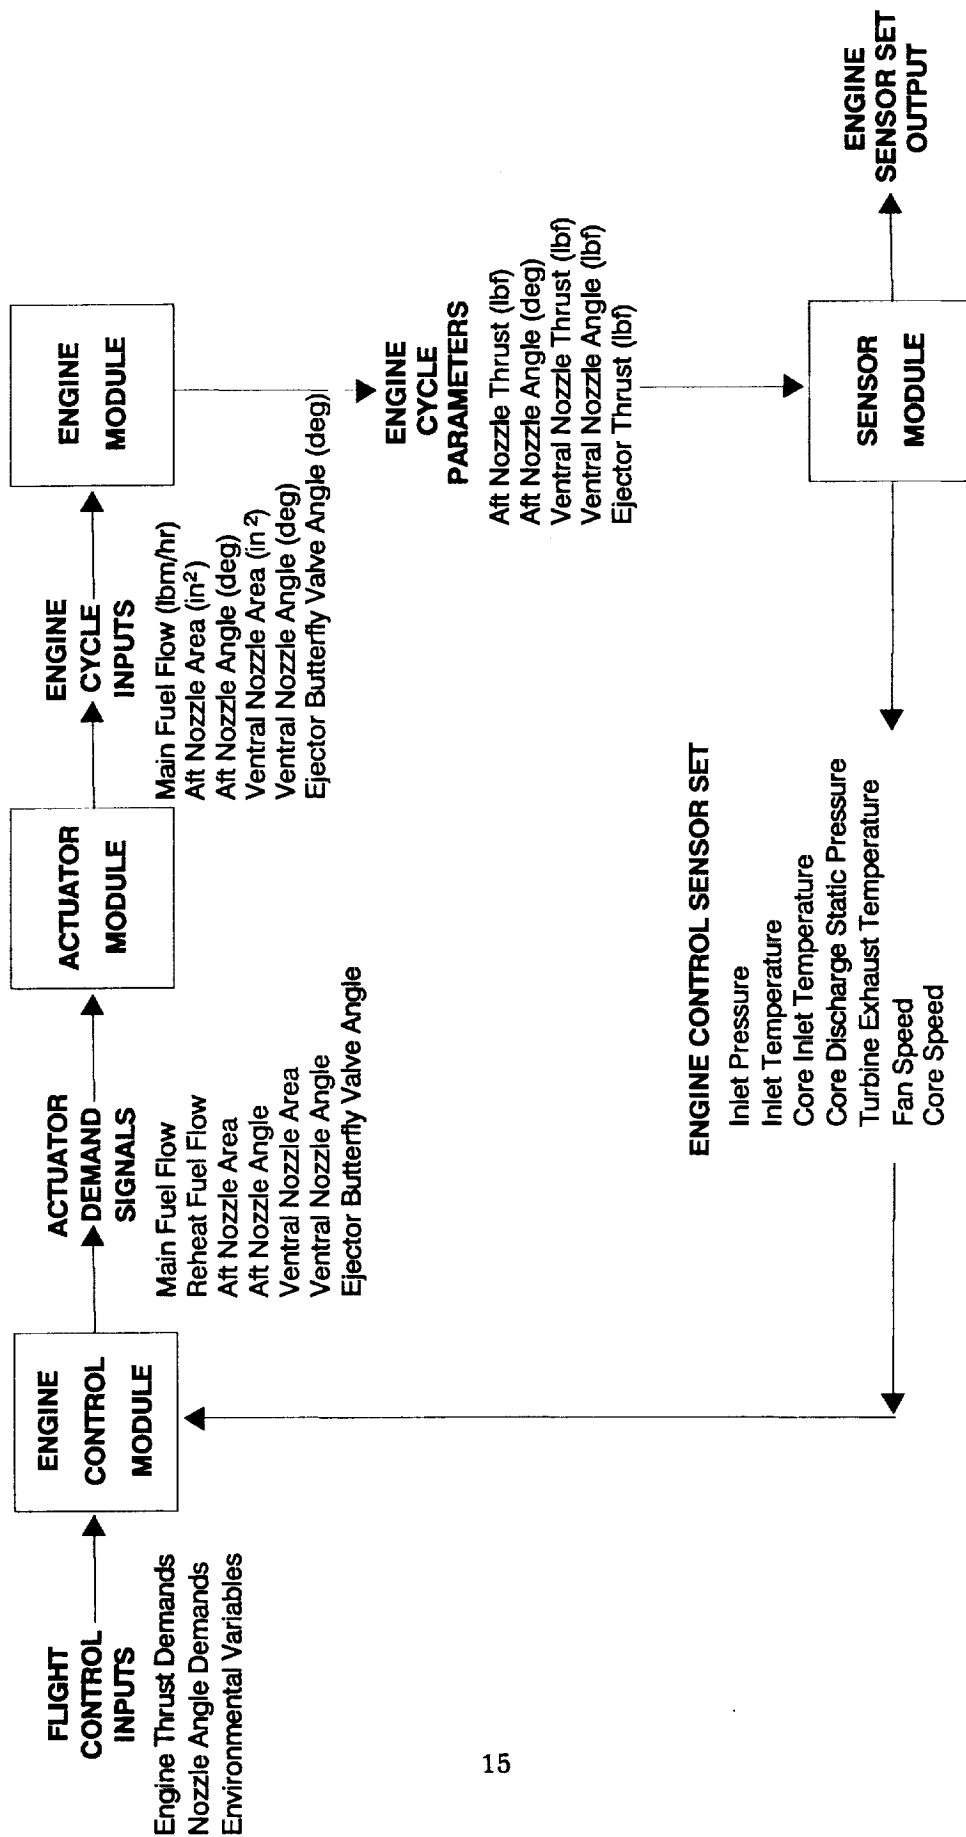 FLIGHT
CONTROL
INPUTS
Engine Thrust Demands
Nozzle Angle Demands
Environmental Variables
ENGINE
CONTROL
MODULE
ACTUATOR
DEMAND
SIGNALS
Main Fuel Flow
Reheat Fuel Flow
Aft Nozzle Area
Aft Nozzle Angle
Ventral Nozzle Area
Ventral Nozzle Angle
Ejector Butterfly Valve Angle
ACTUATOR
MODULE
ENGINE
CYCLE
INPUTS
Main Fuel Flow (lbm/hr)
Aft Nozzle Area (in²)
Aft Nozzle Angle (deg)
Ventral Nozzle Area (in²)
Ventral Nozzle Angle (deg)
Ejector Butterfly Valve Angle (deg)
ENGINE
MODULE
ENGINE
CYCLE
PARAMETERS
Aft Nozzle Thrust (lbf)
Aft Nozzle Angle (deg)
Ventral Nozzle Thrust (lbf)
Ventral Nozzle Angle (lbf)
Ejector Thrust (lbf)
SENSOR
MODULE
ENGINE
SENSOR SET
OUTPUT
ENGINE CONTROL SENSOR SET
Inlet Pressure
Inlet Temperature
Core Inlet Temperature
Core Discharge Static Pressure
Turbine Exhaust Temperature
Fan Speed
Core Speed
15